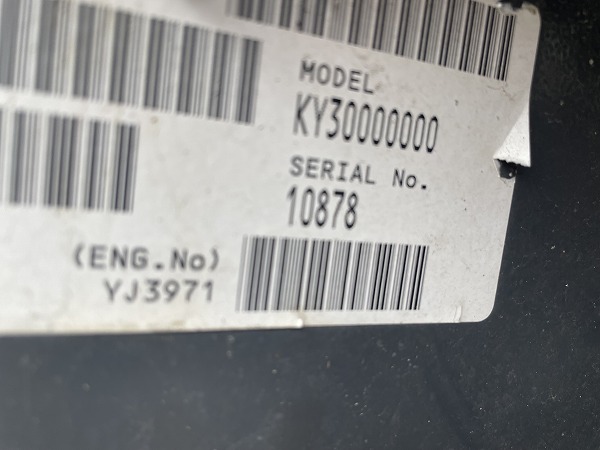 MODEL
KY30000000
SERIAL No.
10878
(ENG.No)
YJ3971